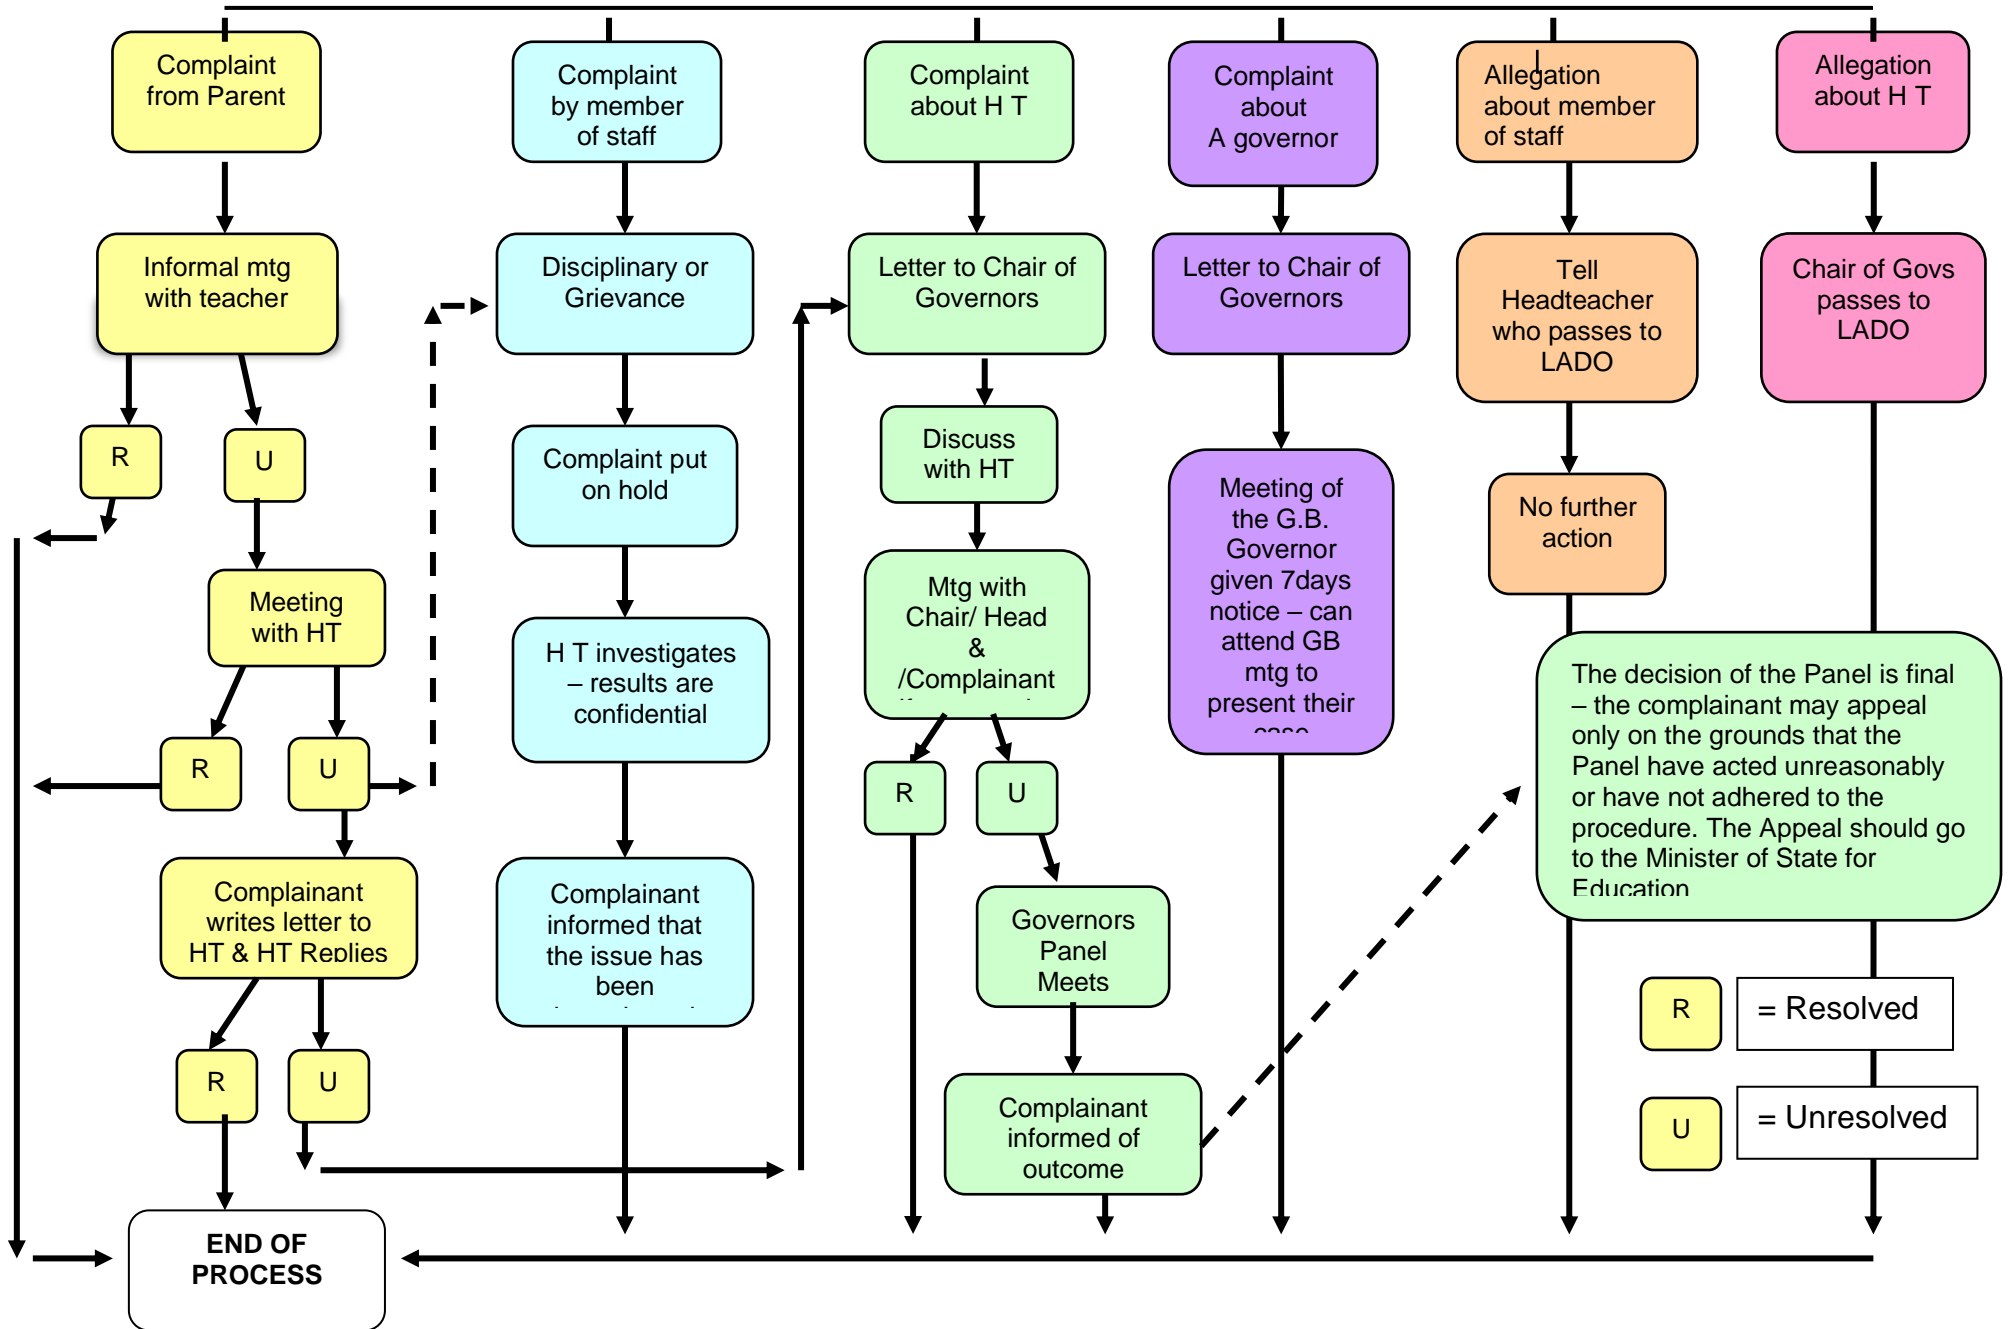 Complaint
from Parent
Complaint
by member
of staff
Complaint
about H T
Complaint
about
A governor
Allegation
about member
of staff
Allegation
about H T
Informal mtg
with teacher
Disciplinary or
Grievance
Letter to Chair of
Governors
Letter to Chair of
Governors
Tell
Headteacher
who passes to
LADO
Chair of Govs
passes to
LADO
R
U
Complaint put
on hold
Discuss
with HT
Meeting of
the G.B.
Governor
given 7days
notice – can
attend GB
mtg to
present their
case
No further
action
Meeting
with HT
H T investigates
– results are
confidential
Mtg with
Chair/ Head
&
/Complainant
The decision of the Panel is final
– the complainant may appeal
only on the grounds that the
Panel have acted unreasonably
or have not adhered to the
procedure. The Appeal should go
to the Minister of State for
Education
R
U
R
U
Complainant
writes letter to
HT & HT Replies
Complainant
informed that
the issue has
been
Governors
Panel
Meets
R
= Resolved
R
U
Complainant
informed of
outcome
U
= Unresolved
END OF
PROCESS